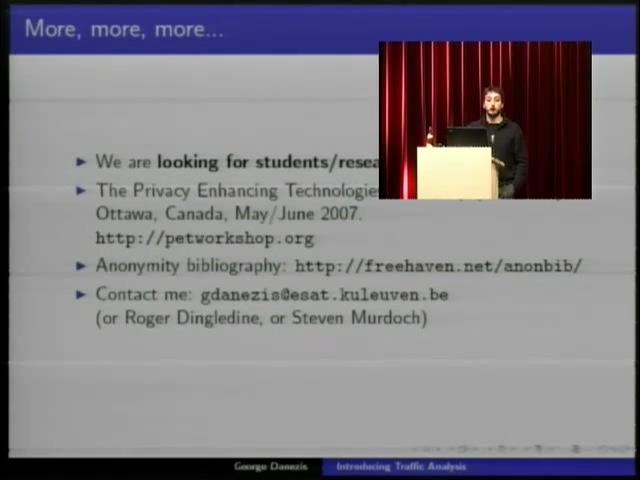 More, more, more...
▶ We are looking for students/resea
▶ The Privacy Enhancing Technologies
Ottawa, Canada, May/June 2007.
http://petworkshop.org
▶ Anonymity bibliography: http://freehaven.net/anonbib/
▶ Contact me: gdanezis@esat.kuleuven.be
(or Roger Dingledine, or Steven Murdoch)
George Danezis Introducing Traffic Analysis